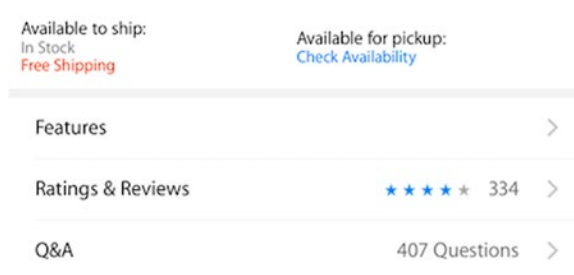 Available to ship:
In Stock
Free Shipping
Available for pickup:
Check Availability
Features
Ratings & Reviews 334
Q&A 407 Questions